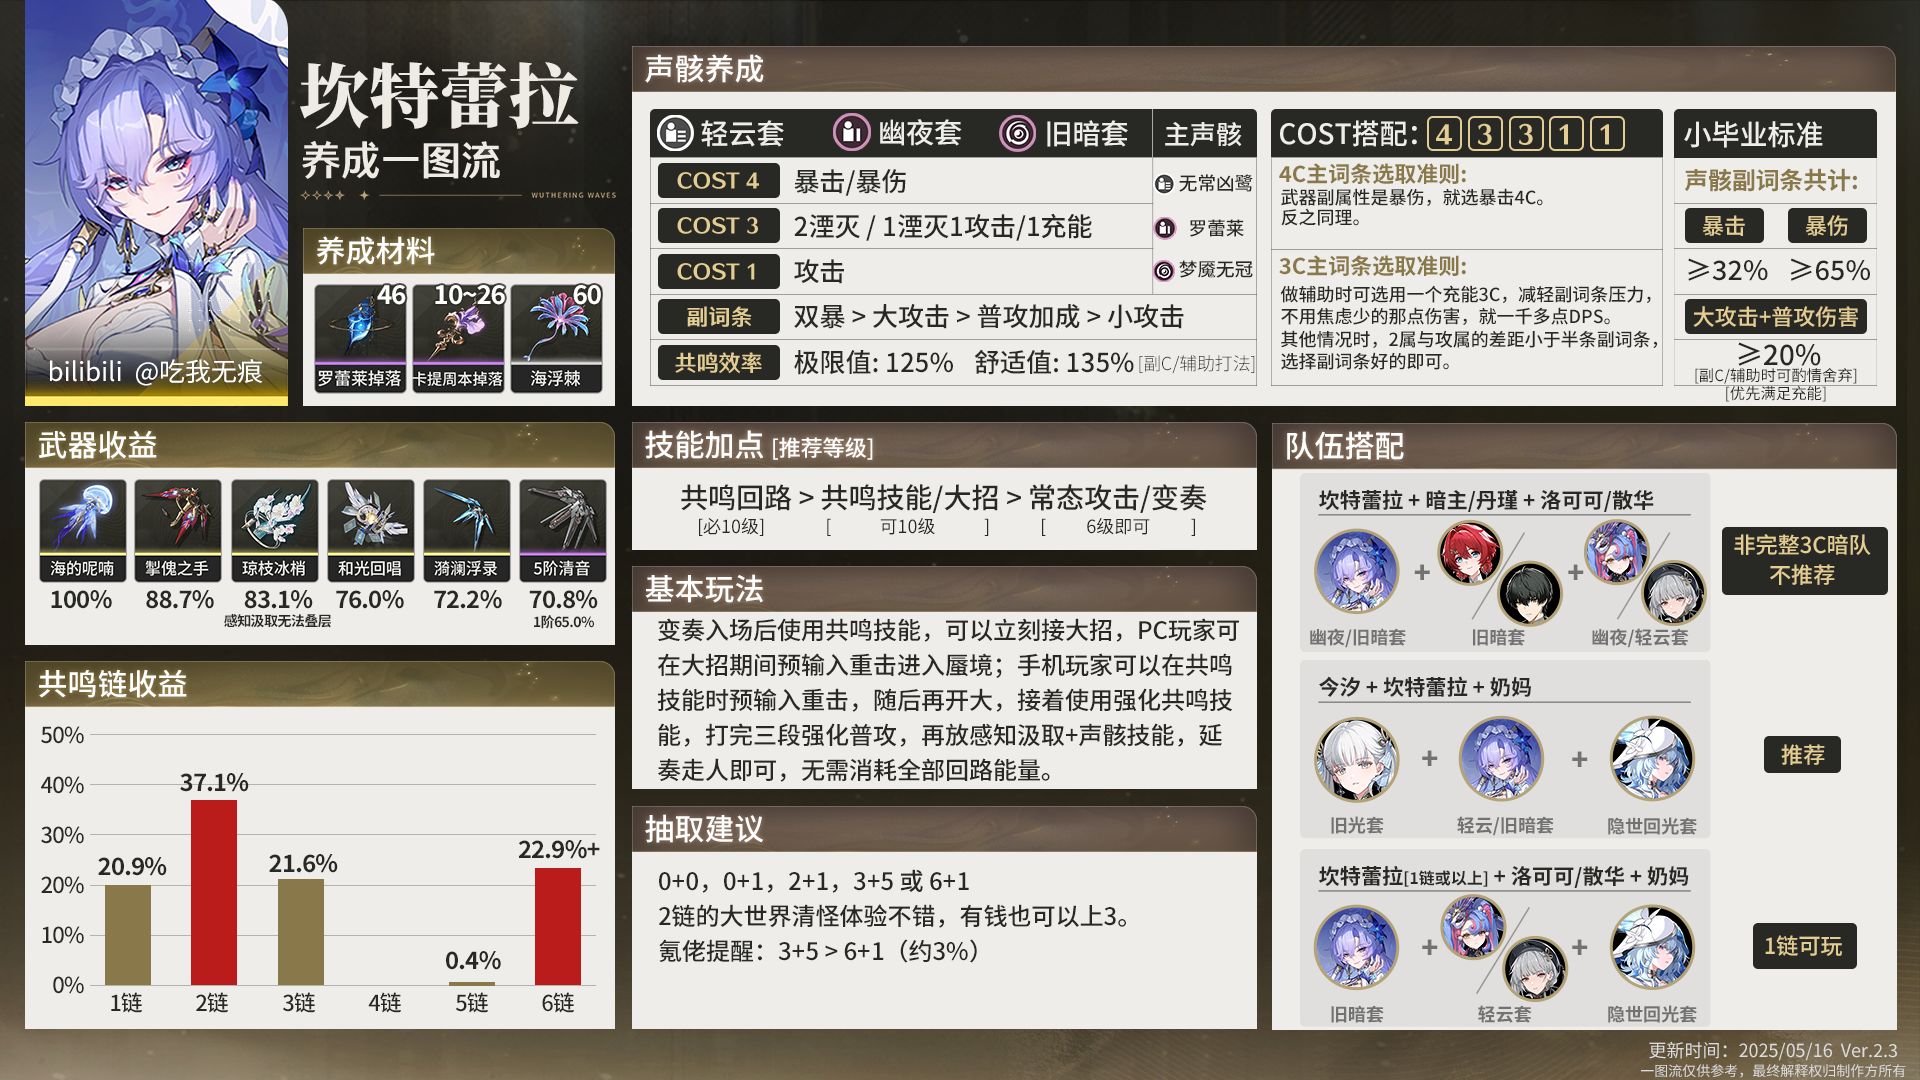 坎特蕾拉
养成一图流
WUTHERING WAVES
bilibili @吃我无痕
养成材料
46
10~26
60
罗蕾莱掉落
卡提周本掉落
海浮棘
声骸养成
轻云套
幽夜套
旧暗套
主声骸
COST 4
暴击/暴伤
无常凶鹭
COST 3
2湮灭 / 1湮灭1攻击/1充能
罗蕾莱
COST 1
攻击
梦魇无冠
副词条
双暴 > 大攻击 > 普攻加成 > 小攻击
共鸣效率
极限值: 125% 舒适值: 135% [副C/辅助打法]
COST搭配: 4 3 3 1 1
4C主词条选取准则:
武器副属性是暴伤，就选暴击4C。
反之同理。
3C主词条选取准则:
做辅助时可选用一个充能3C，减轻副词条压力，
不用焦虑少的那点伤害，就一千多点DPS。
其他情况时，2属与攻属的差距小于半条副词条，
选择副词条好的即可。
小毕业标准
声骸副词条共计:
暴击 暴伤
≥32% ≥65%
大攻击+普攻伤害
≥20%
[副C/辅助时可酌情舍弃]
[优先满足充能]
武器收益
海的呢喃
掣傀之手
琼枝冰梢
和光回唱
漪澜浮录
5阶清音
100%
88.7%
83.1%
76.0%
72.2%
70.8%
感知汲取无法叠层
1阶65.0%
共鸣链收益
50%
40%
30%
20%
10%
0%
20.9%
37.1%
21.6%
0.4%
22.9%+
1链
2链
3链
4链
5链
6链
技能加点 [推荐等级]
共鸣回路 > 共鸣技能/大招 > 常态攻击/变奏
[必10级] [ 可10级 ] [ 6级即可 ]
基本玩法
变奏入场后使用共鸣技能，可以立刻接大招，PC玩家可
在大招期间预输入重击进入蜃境；手机玩家可以在共鸣
技能时预输入重击，随后再开大，接着使用强化共鸣技
能，打完三段强化普攻，再放感知汲取+声骸技能，延
奏走人即可，无需消耗全部回路能量。
抽取建议
0+0，0+1，2+1，3+5 或 6+1
2链的大世界清怪体验不错，有钱也可以上3。
氪佬提醒：3+5 > 6+1（约3%）
队伍搭配
坎特蕾拉 + 暗主/丹瑾 + 洛可可/散华
+
+
幽夜/旧暗套
旧暗套
幽夜/轻云套
非完整3C暗队
不推荐
今汐 + 坎特蕾拉 + 奶妈
+
+
旧光套
轻云/旧暗套
隐世回光套
推荐
坎特蕾拉[1链或以上] + 洛可可/散华 + 奶妈
+
+
旧暗套
轻云套
隐世回光套
1链可玩
更新时间：2025/05/16 Ver.2.3
一图流仅供参考，最终解释权归制作方所有